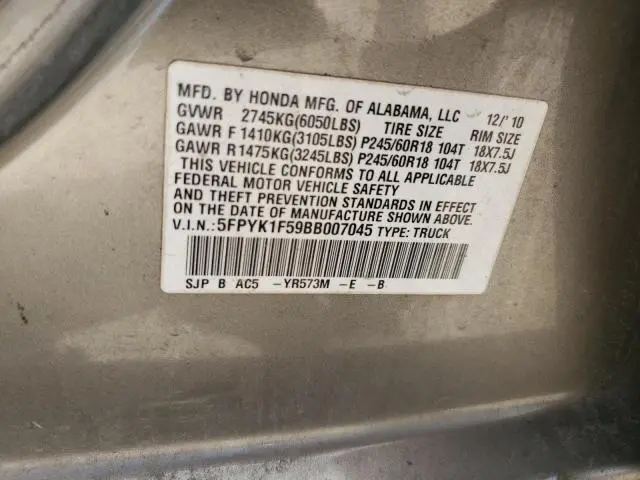 MFD. BY HONDA MFG. OF ALABAMA, LLC 12/'10
GVWR 2745KG(6050LBS) TIRE SIZE RIM SIZE
GAWR F 1410KG(3105LBS) P245/60R18 104T 18X7.5J
GAWR R 1475KG(3245LBS) P245/60R18 104T 18X7.5J
THIS VEHICLE CONFORMS TO ALL APPLICABLE
FEDERAL MOTOR VEHICLE SAFETY
AND THEFT PREVENTION STANDARDS IN EFFECT
ON THE DATE OF MANUFACTURE SHOWN ABOVE.
V.I.N.:5FPYK1F59BB007045 TYPE: TRUCK
SJP B AC5 -YR573M -E -B